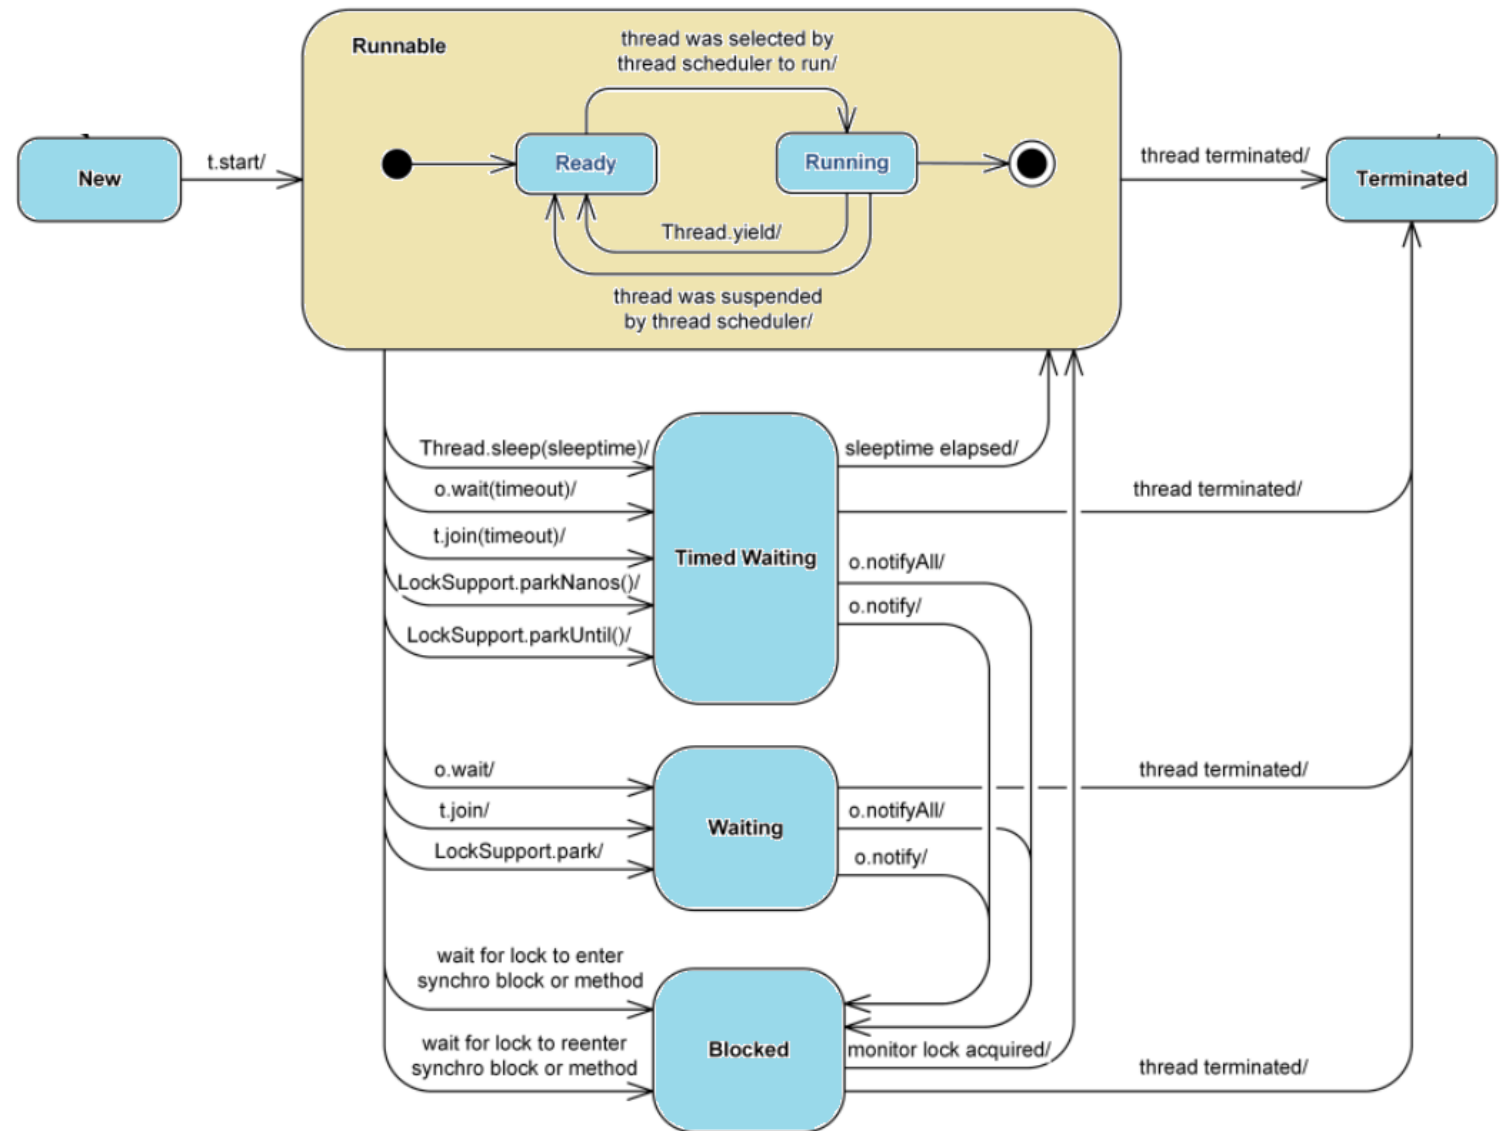 Runnable
thread was selected by
thread scheduler to run/
New
t.start/
Ready
Running
thread terminated/
Terminated
Thread.yield/
thread was suspended
by thread scheduler/
Thread.sleep(sleeptime)/
o.wait(timeout)/
t.join(timeout)/
LockSupport.parkNanos()/
LockSupport.parkUntil()/
Timed Waiting
sleeptime elapsed/
thread terminated/
o.notifyAll/
o.notify/
o.wait/
t.join/
LockSupport.park/
Waiting
thread terminated/
o.notifyAll/
o.notify/
wait for lock to enter
synchro block or method
wait for lock to reenter
synchro block or method
Blocked
monitor lock acquired/
thread terminated/